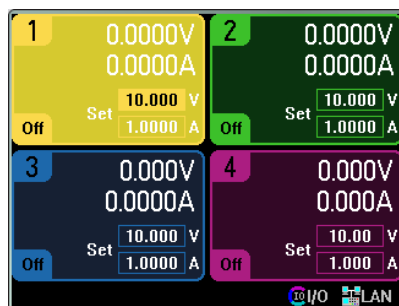 1
0.0000V
0.0000A
Set
10.000 V
1.0000 A
Off
2
0.0000V
0.0000A
Set
10.000 V
1.0000 A
Off
3
0.000V
0.0000A
Set
10.000 V
1.0000 A
Off
4
0.000V
0.000A
Set
10.00 V
1.000 A
Off
IO I/O LAN